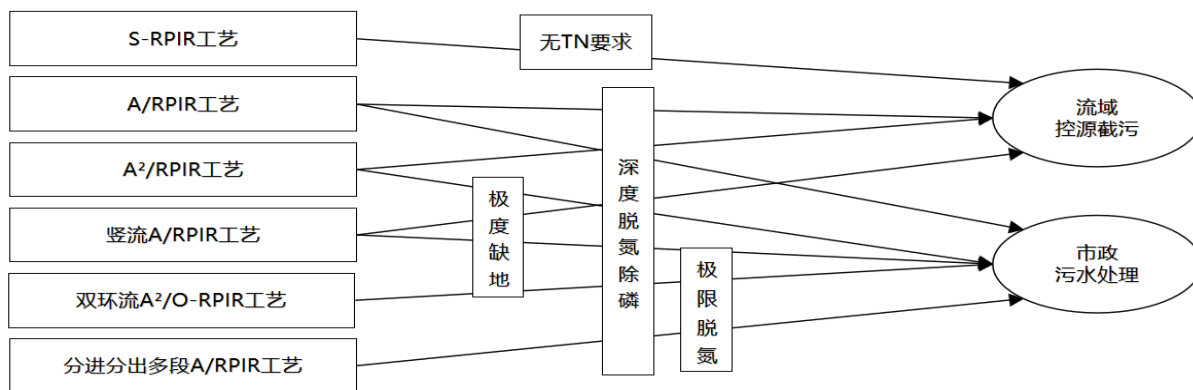 S-RPIR工艺
A/RPIR工艺
A²/RPIR工艺
竖流A/RPIR工艺
双环流A²/O-RPIR工艺
分进分出多段A/RPIR工艺
无TN要求
极度缺地
深度脱氮除磷
极限脱氮
流域
控源截污
市政
污水处理